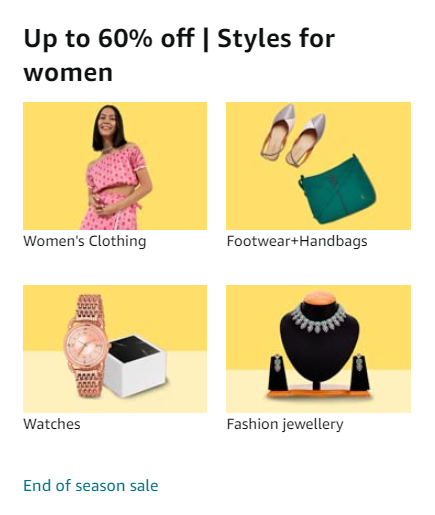 Up to 60% off | Styles for
women
Women's Clothing
Footwear+Handbags
Watches
Fashion jewellery
End of season sale